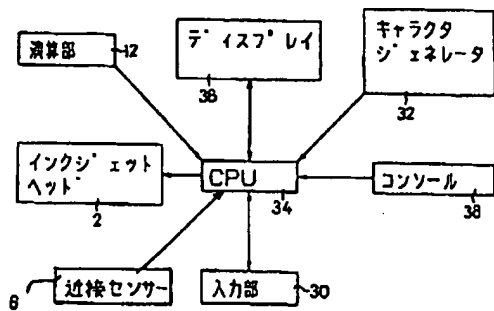 演算部
12
ディスプレイ
36
キャラクタ
ジェネレータ
32
インクジェット
ヘッド
2
CPU
34
コンソール
38
6
近接センサー
入力部
30